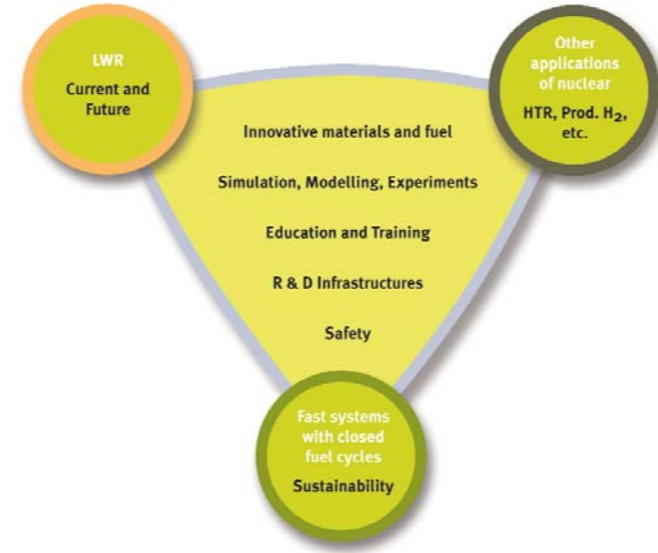 LWR
Current and
Future
Other
applications
of nuclear
HTR, Prod. H₂,
etc.
Innovative materials and fuel
Simulation, Modelling, Experiments
Education and Training
R & D Infrastructures
Safety
Fast systems
with closed
fuel cycles
Sustainability